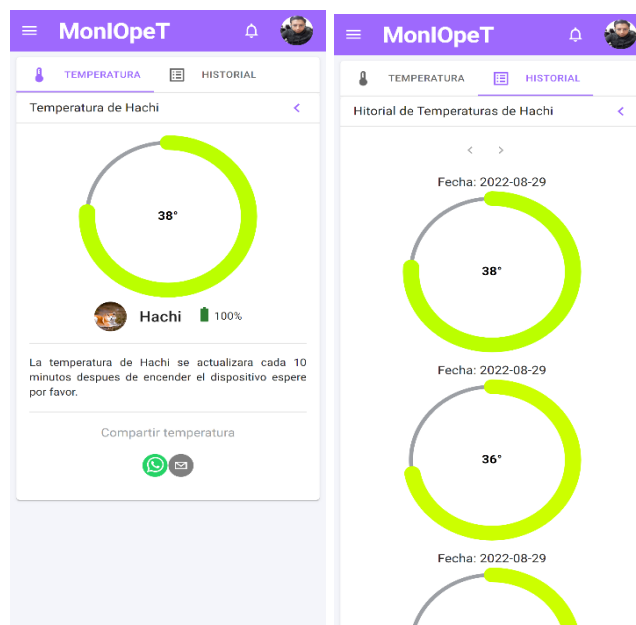 MonIOpeT
TEMPERATURA HISTORIAL
Temperatura de Hachi
38°
Hachi 100%
La temperatura de Hachi se actualizara cada 10
minutos despues de encender el dispositivo espere
por favor.
Compartir temperatura
MonIOpeT
TEMPERATURA HISTORIAL
Hitorial de Temperaturas de Hachi
Fecha: 2022-08-29
38°
Fecha: 2022-08-29
36°
Fecha: 2022-08-29